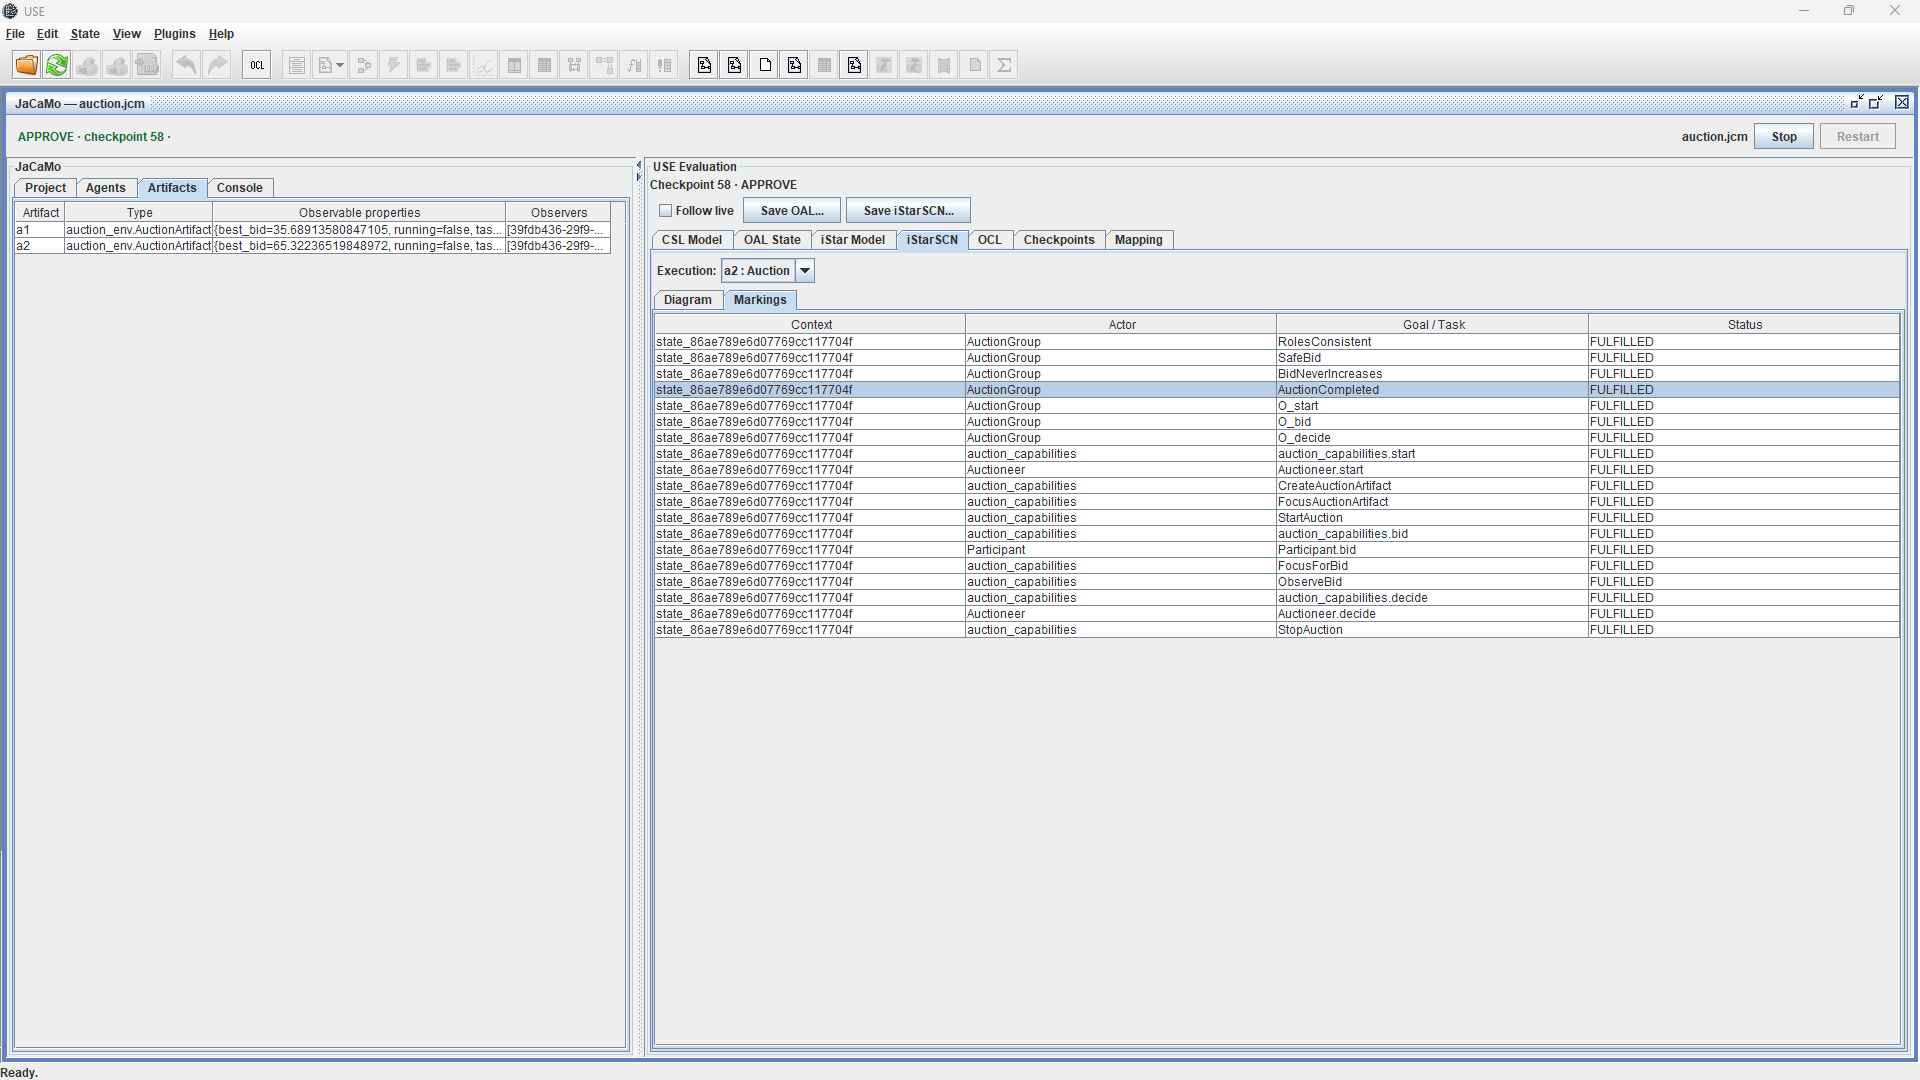 USE
File Edit State View Plugins Help
OCL
JaCaMo — auction.jcm
APPROVE · checkpoint 58 ·
auction.jcm Stop Restart
JaCaMo
Project Agents Artifacts Console
Artifact Type Observable properties Observers
a1 auction_env.AuctionArtifact {best_bid=35.68913580847105, running=false, tas... [39fdb436-29f9-...
a2 auction_env.AuctionArtifact {best_bid=65.32236519848972, running=false, tas... [39fdb436-29f9-...
USE Evaluation
Checkpoint 58 · APPROVE
Follow live Save OAL... Save iStarSCN...
CSL Model OAL State iStar Model iStarSCN OCL Checkpoints Mapping
Execution: a2 : Auction
Diagram Markings
Context Actor Goal / Task Status
state_86ae789e6d07769cc117704f AuctionGroup RolesConsistent FULFILLED
state_86ae789e6d07769cc117704f AuctionGroup SafeBid FULFILLED
state_86ae789e6d07769cc117704f AuctionGroup BidNeverIncreases FULFILLED
state_86ae789e6d07769cc117704f AuctionGroup AuctionCompleted FULFILLED
state_86ae789e6d07769cc117704f AuctionGroup O_start FULFILLED
state_86ae789e6d07769cc117704f AuctionGroup O_bid FULFILLED
state_86ae789e6d07769cc117704f AuctionGroup O_decide FULFILLED
state_86ae789e6d07769cc117704f auction_capabilities auction_capabilities.start FULFILLED
state_86ae789e6d07769cc117704f Auctioneer Auctioneer.start FULFILLED
state_86ae789e6d07769cc117704f auction_capabilities CreateAuctionArtifact FULFILLED
state_86ae789e6d07769cc117704f auction_capabilities FocusAuctionArtifact FULFILLED
state_86ae789e6d07769cc117704f auction_capabilities StartAuction FULFILLED
state_86ae789e6d07769cc117704f auction_capabilities auction_capabilities.bid FULFILLED
state_86ae789e6d07769cc117704f Participant Participant.bid FULFILLED
state_86ae789e6d07769cc117704f auction_capabilities FocusForBid FULFILLED
state_86ae789e6d07769cc117704f auction_capabilities ObserveBid FULFILLED
state_86ae789e6d07769cc117704f auction_capabilities auction_capabilities.decide FULFILLED
state_86ae789e6d07769cc117704f Auctioneer Auctioneer.decide FULFILLED
state_86ae789e6d07769cc117704f auction_capabilities StopAuction FULFILLED
Ready.